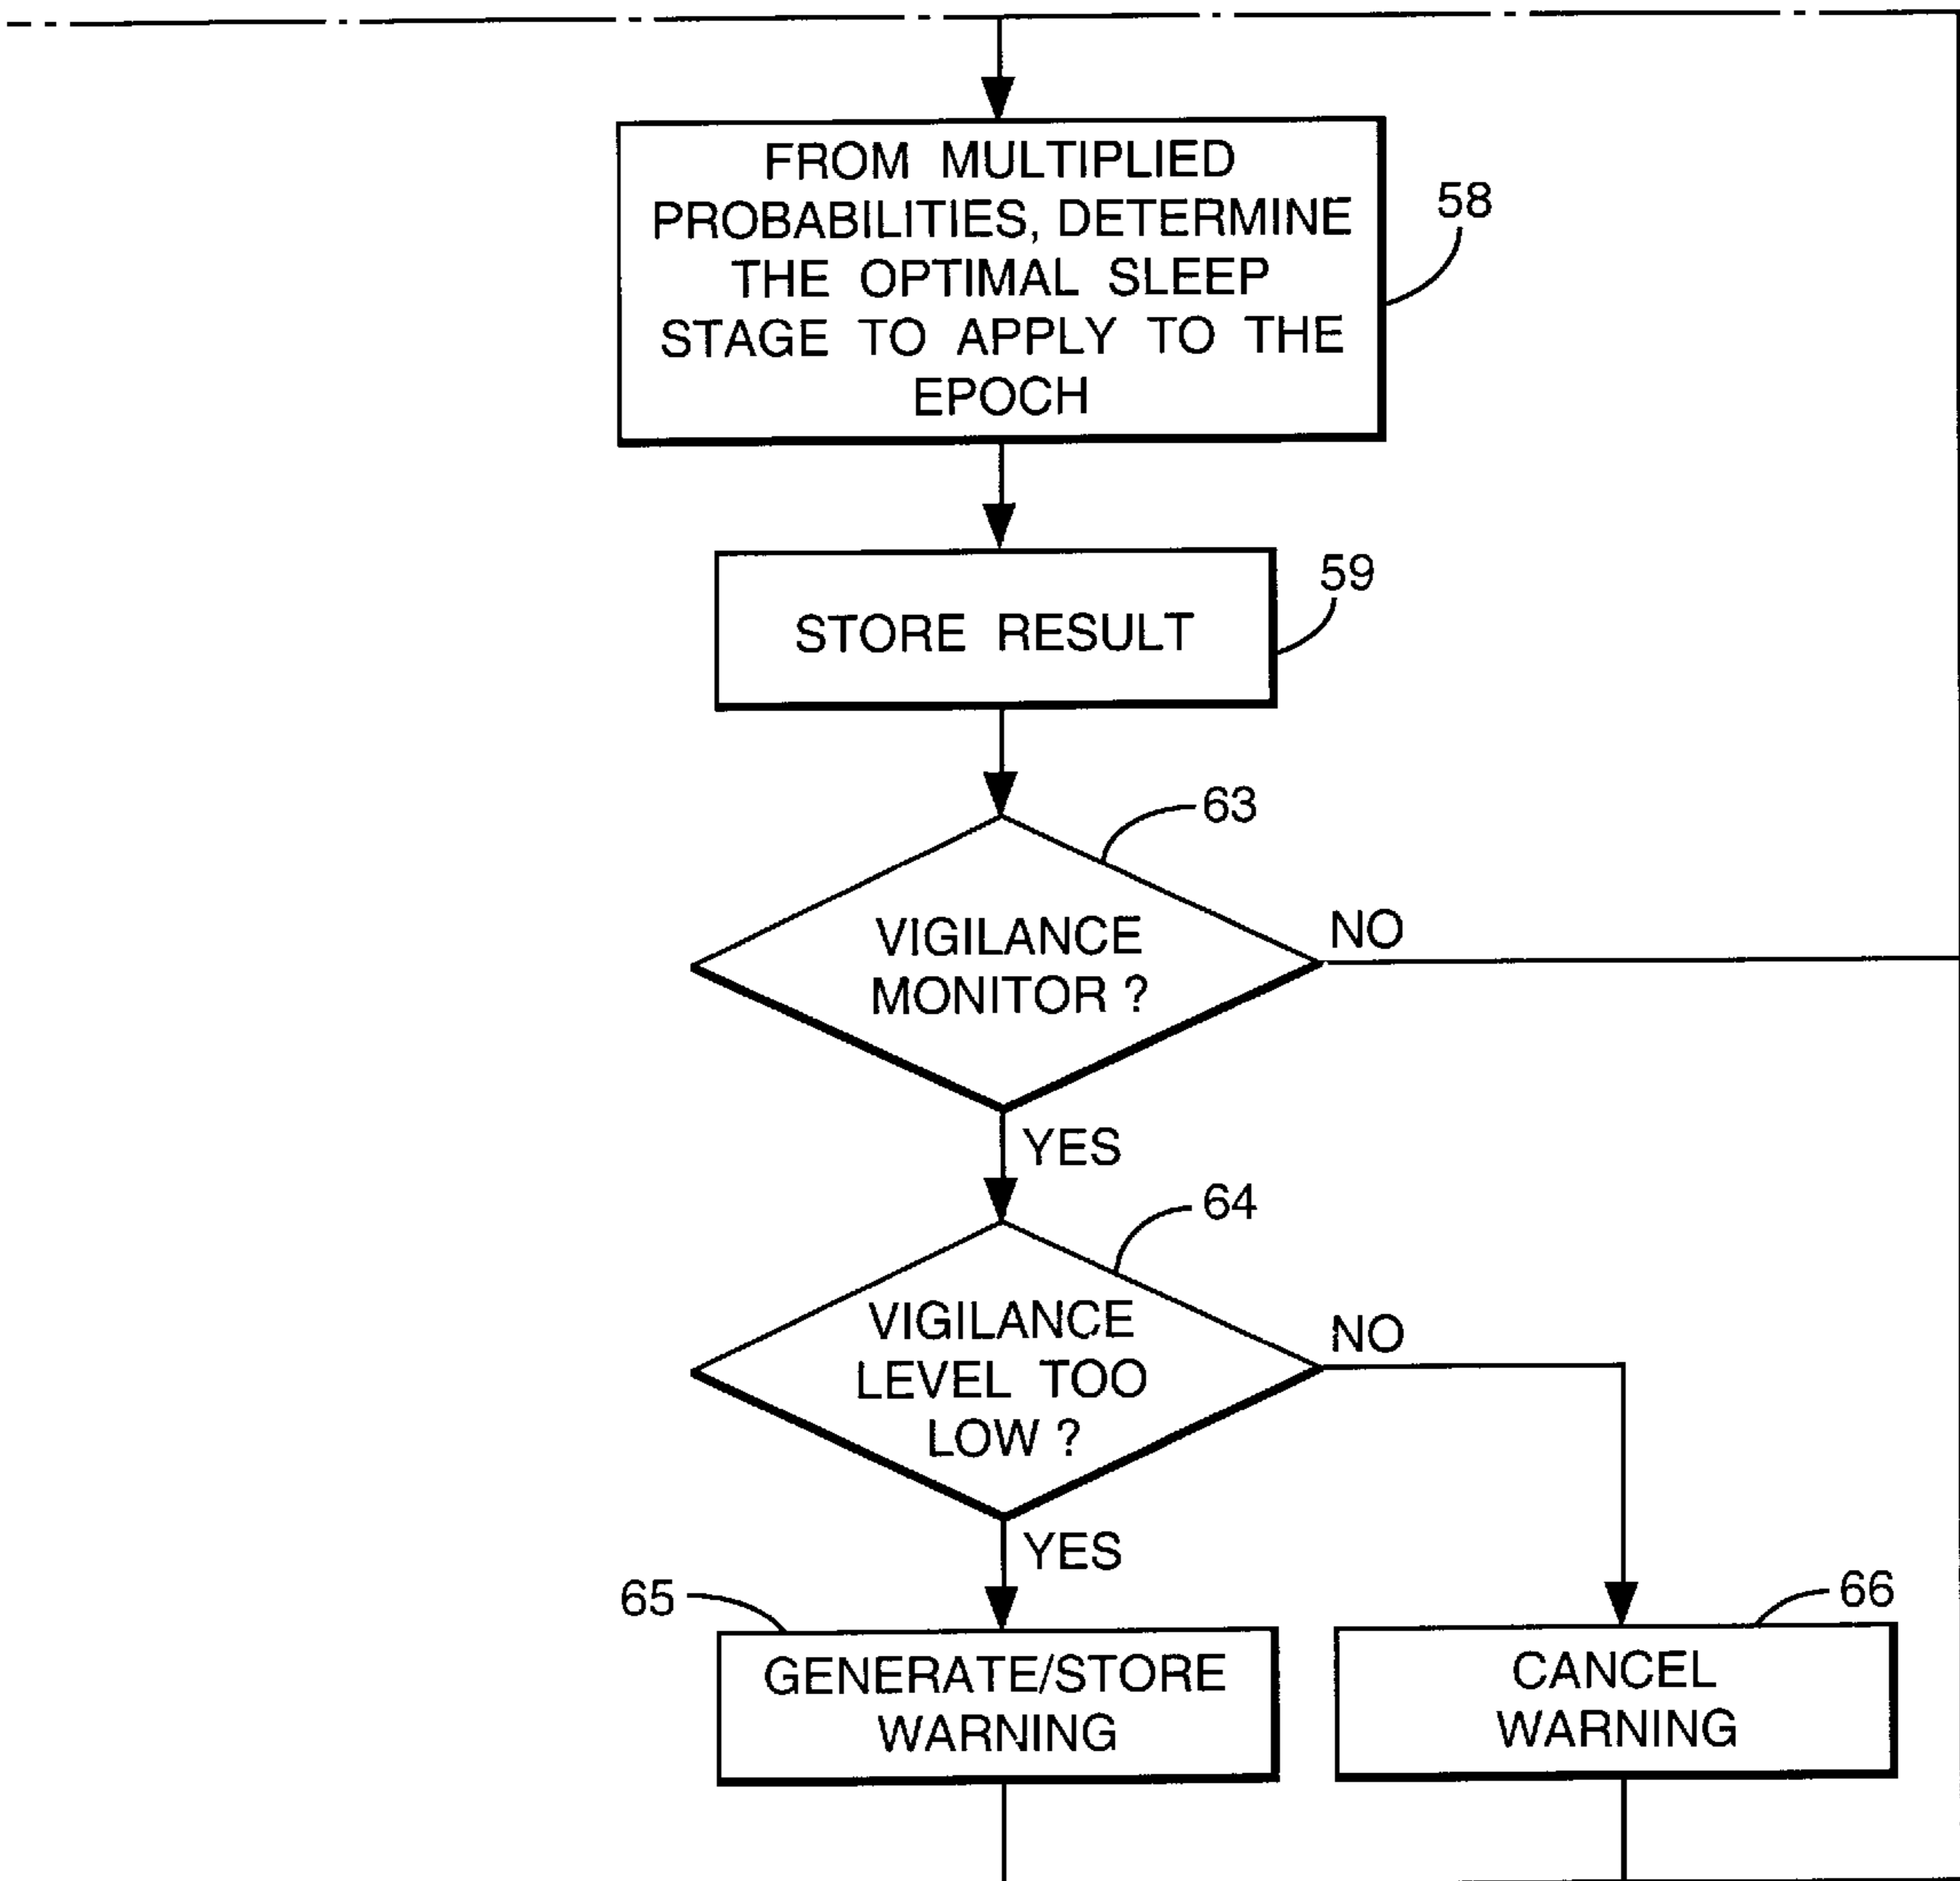 FROM MULTIPLIED
PROBABILITIES, DETERMINE
THE OPTIMAL SLEEP
STAGE TO APPLY TO THE
EPOCH
58
STORE RESULT
59
63
VIGILANCE
MONITOR ?
NO
YES
64
VIGILANCE
LEVEL TOO
LOW ?
NO
YES
65
GENERATE/STORE
WARNING
66
CANCEL
WARNING